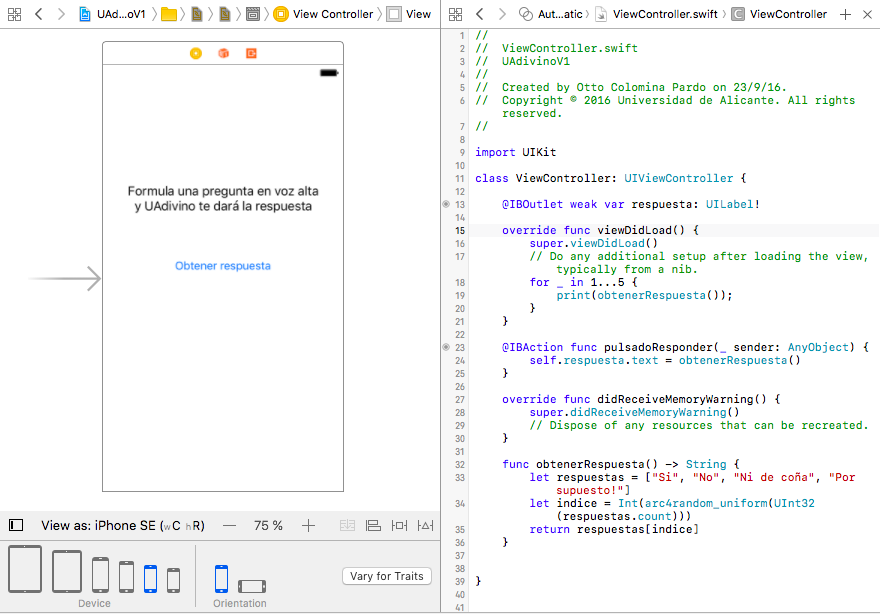 UAd...oV1 View Controller View
Aut...atic ViewController.swift C ViewController
Formula una pregunta en voz alta
y UAdivino te dará la respuesta
Obtener respuesta
View as: iPhone SE (wC hR) — 75 % +
Device
Orientation
Vary for Traits
1 //
2 //  ViewController.swift
3 //  UAdivinoV1
4 //
5 //  Created by Otto Colomina Pardo on 23/9/16.
6 //  Copyright © 2016 Universidad de Alicante. All rights
reserved.
7 //
8
9 import UIKit
10
11 class ViewController: UIViewController {
12
13     @IBOutlet weak var respuesta: UILabel!
14
15     override func viewDidLoad() {
16         super.viewDidLoad()
17         // Do any additional setup after loading the view,
typically from a nib.
18         for _ in 1...5 {
19             print(obtenerRespuesta());
20         }
21     }
22
23     @IBAction func pulsadoResponder(_ sender: AnyObject) {
24         self.respuesta.text = obtenerRespuesta()
25     }
26
27     override func didReceiveMemoryWarning() {
28         super.didReceiveMemoryWarning()
29         // Dispose of any resources that can be recreated.
30     }
31
32     func obtenerRespuesta() -> String {
33         let respuestas = ["Si", "No", "Ni de coña", "Por
supuesto!"]
34         let indice = Int(arc4random_uniform(UInt32
(respuestas.count)))
35         return respuestas[indice]
36     }
37
38
39 }
40
41